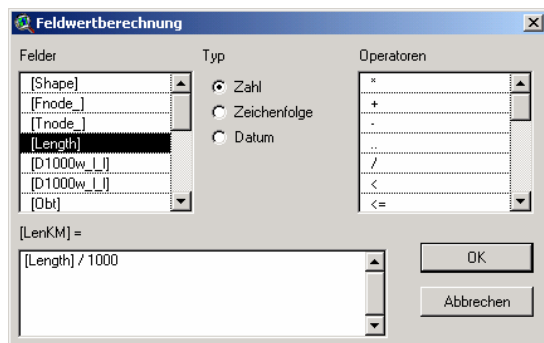 Feldwertberechnung
Felder
Typ
Operatoren
[Shape]
[Fnode_]
[Tnode_]
[Length]
[D1000w_l_l]
[D1000w_l_l]
[Obt]
Zahl
Zeichenfolge
Datum
*
+
-
..
/
<
<=
[LenKM] =
[Length] / 1000
OK
Abbrechen